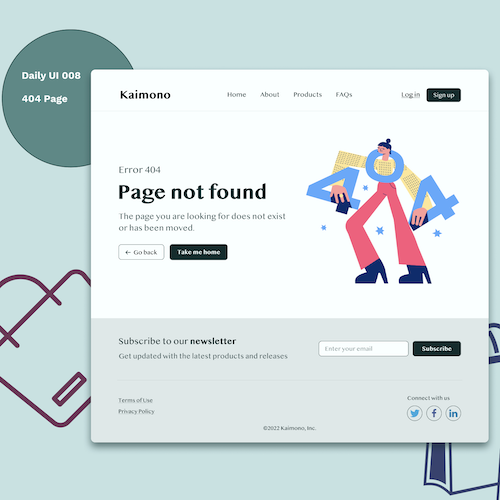 Daily UI 008
404 Page
Kaimono
Home About Products FAQs Log in Sign up
404
Error 404
Page not found
The page you are looking for does not exist
or has been moved.
← Go back Take me home
Subscribe to our newsletter
Get updated with the latest products and releases
Enter your email Subscribe
Terms of Use
Privacy Policy
Connect with us
©2022 Kaimono, Inc.